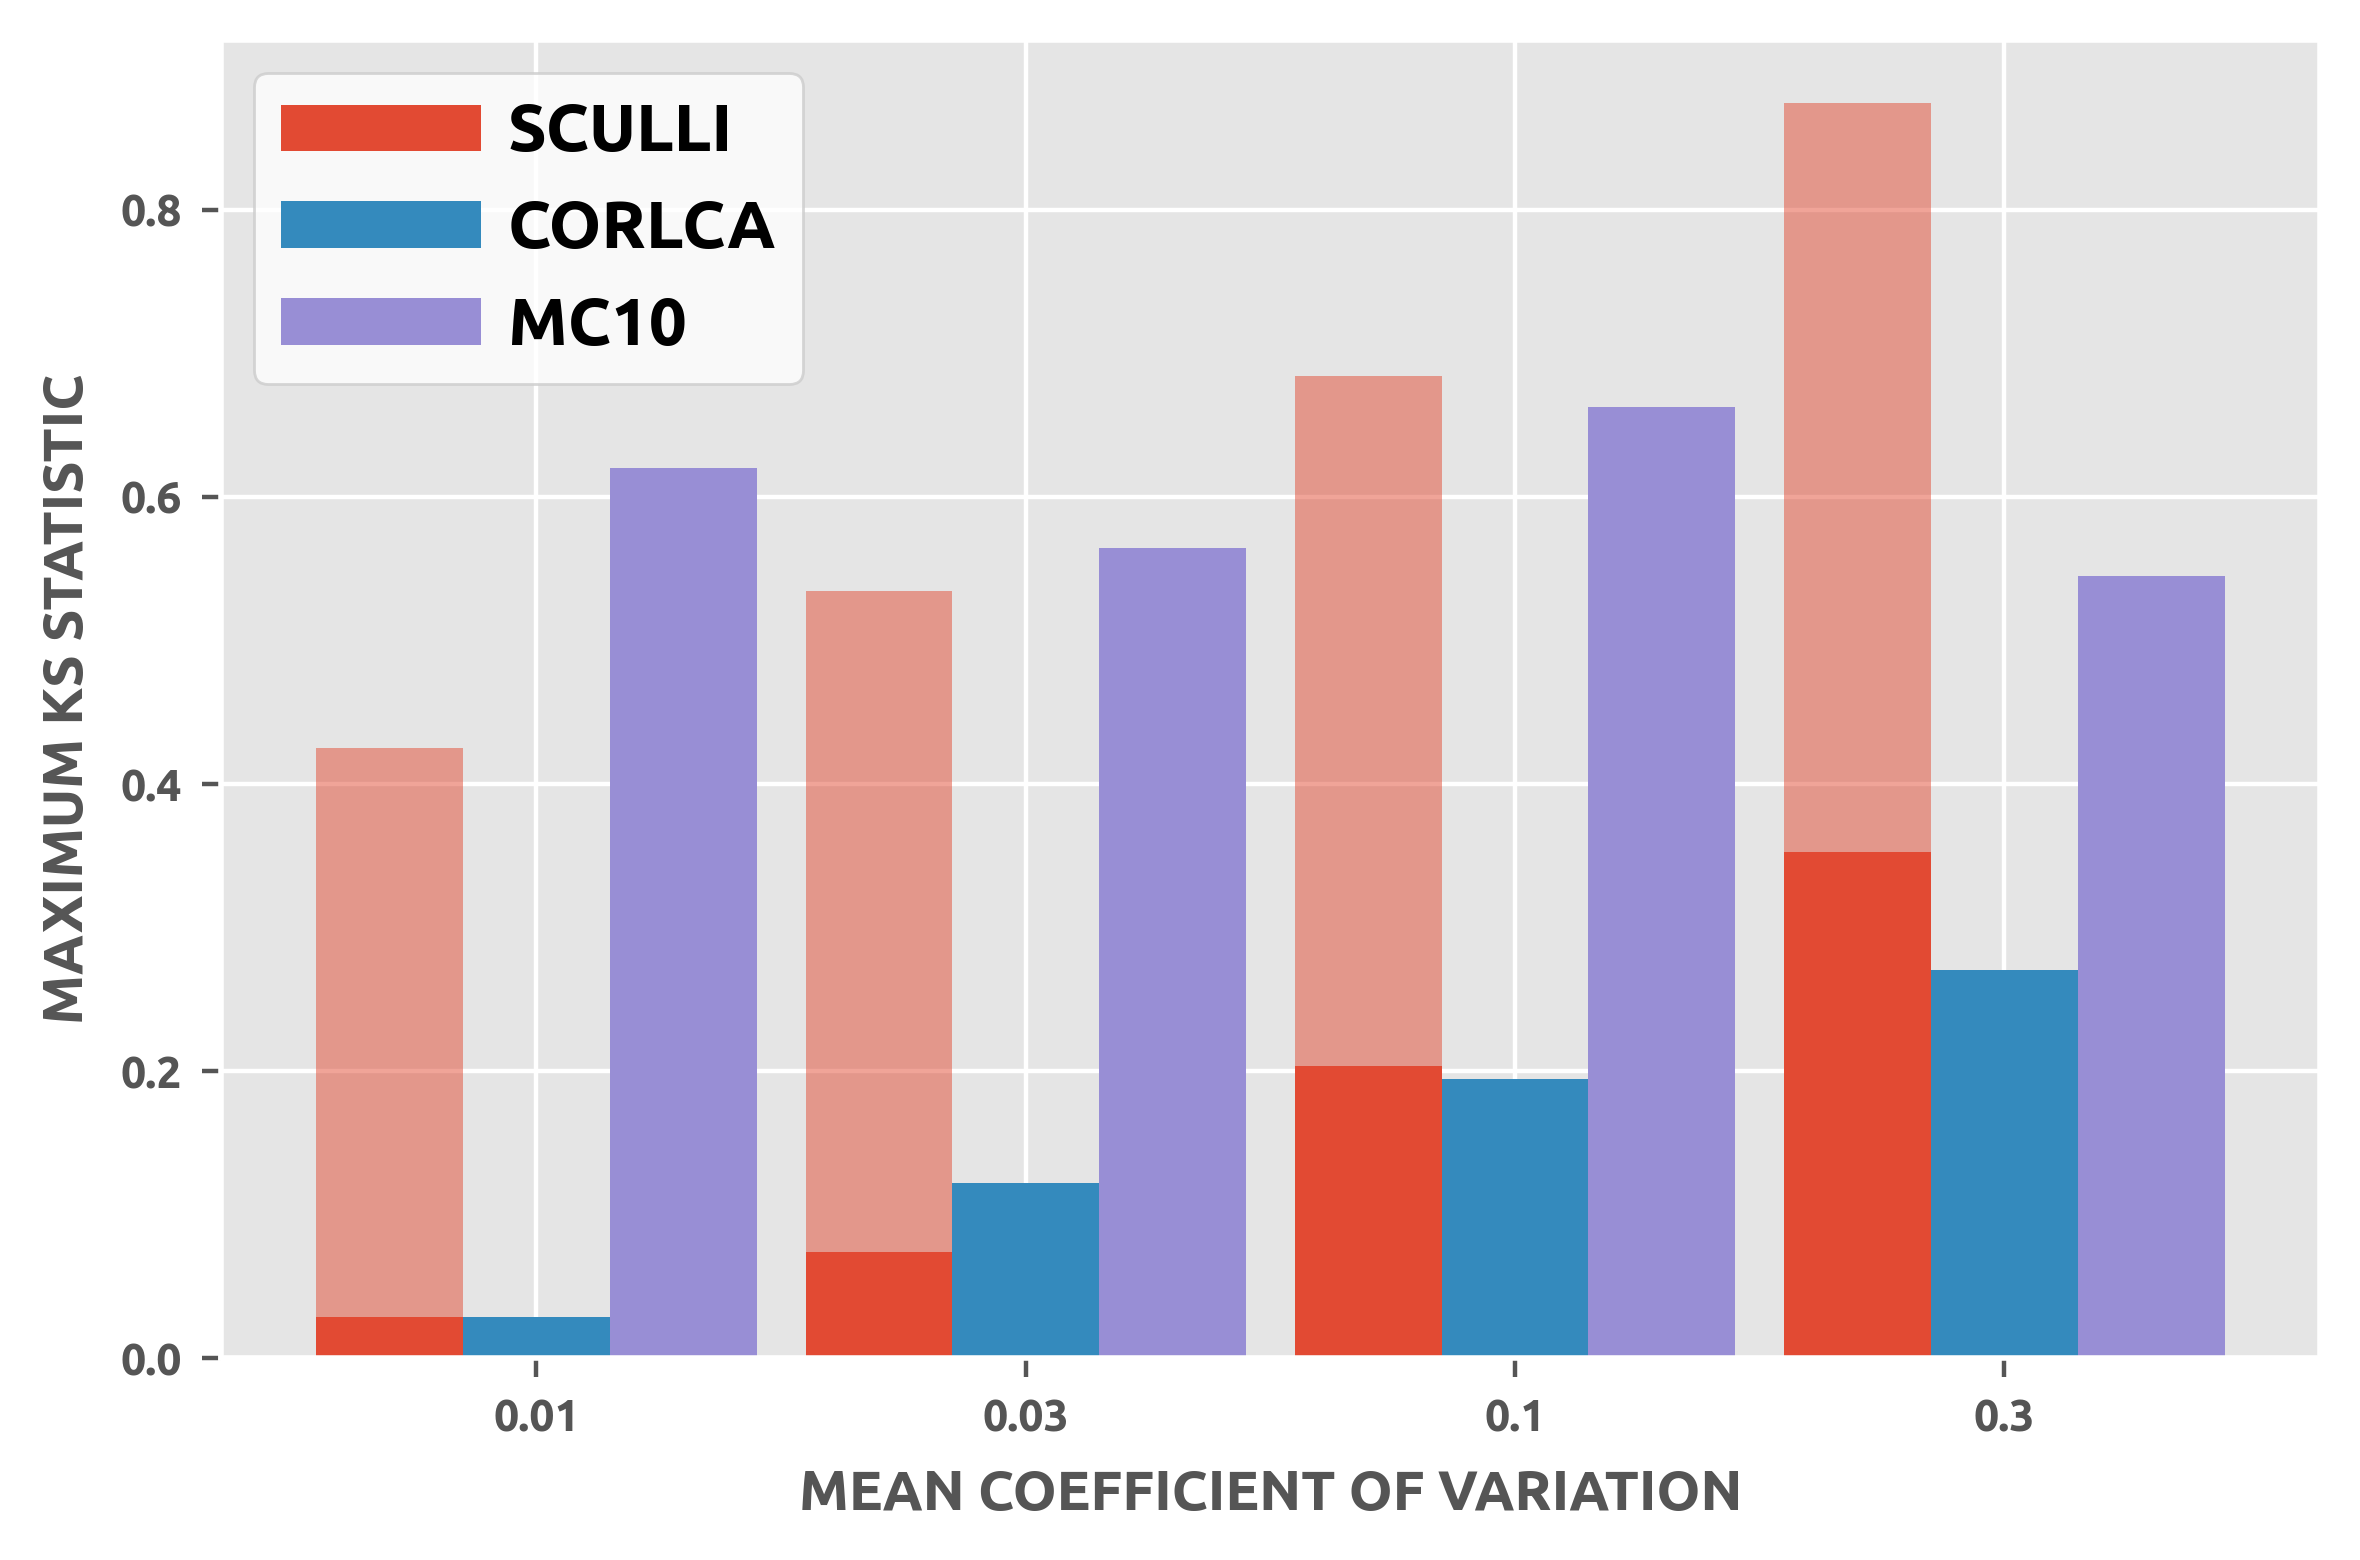 SCULLI
CORLCA
MC10
MAXIMUM KS STATISTIC
0.8
0.6
0.4
0.2
0.0
0.01 0.03 0.1 0.3
MEAN COEFFICIENT OF VARIATION